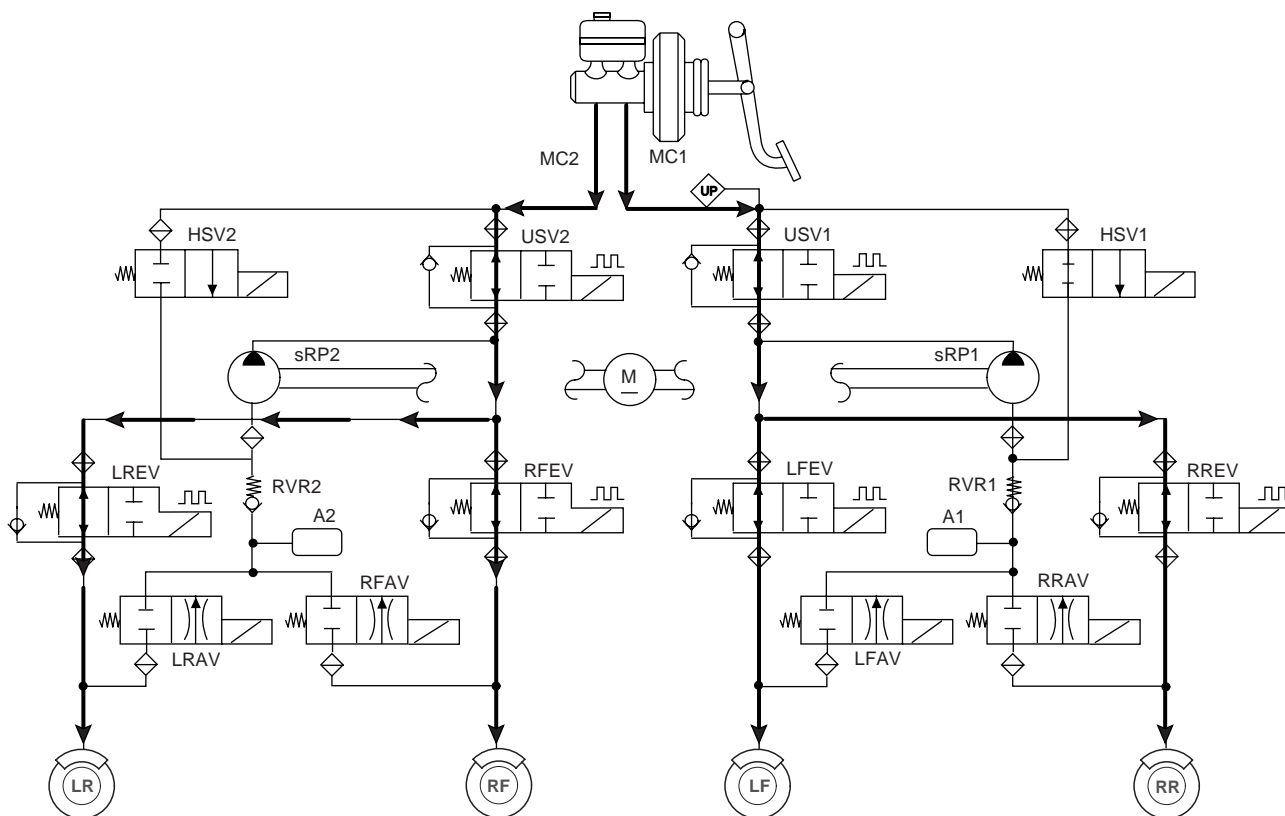 MC2
MC1
UP
HSV2
USV2
USV1
HSV1
sRP2
M
sRP1
LREV
RFEV
LFEV
RVR1
RREV
RVR2
A2
A1
RFAV
RRAV
LRAV
LFAV
LR
RF
LF
RR